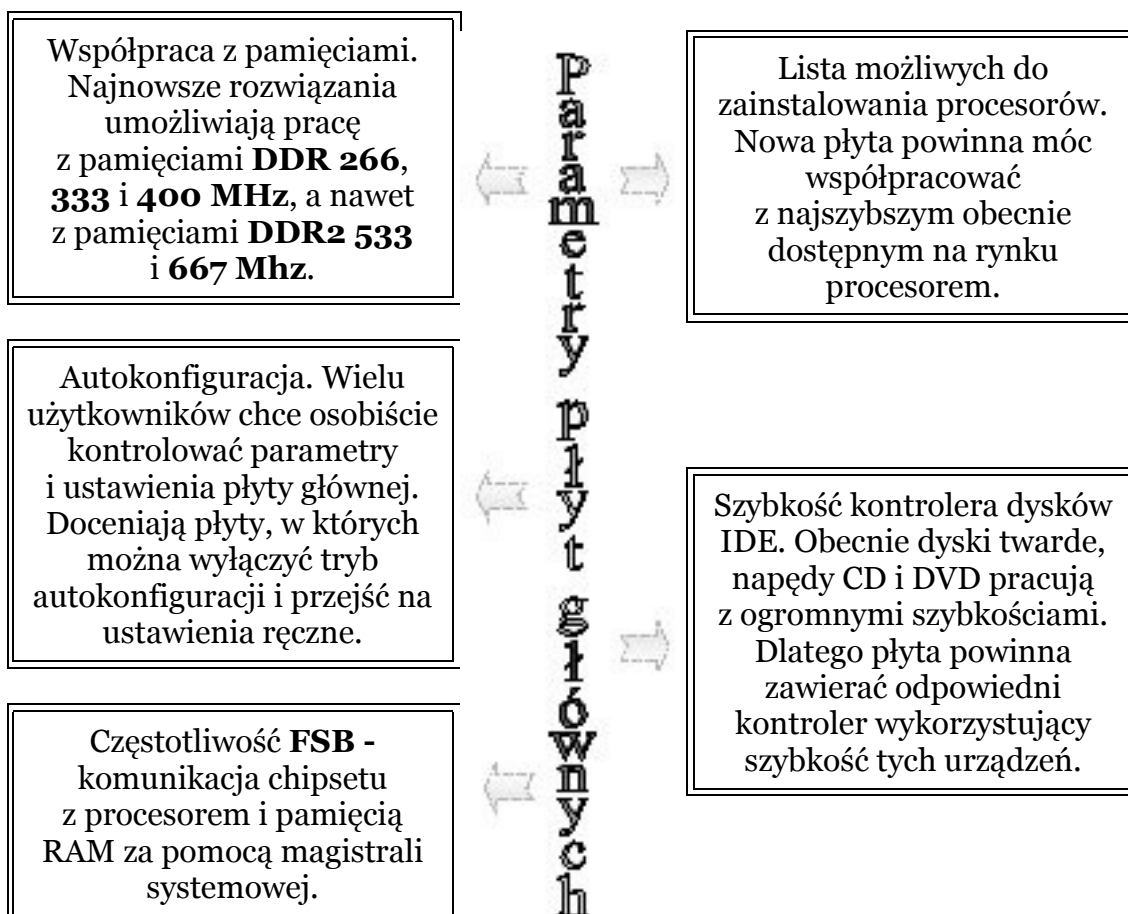 Współpraca z pamięciami.
Najnowsze rozwiązania
umożliwiają pracę
z pamięciami DDR 266,
333 i 400 MHz, a nawet
z pamięciami DDR2 533
i 667 Mhz.
Autokonfiguracja. Wielu
użytkowników chce osobiście
kontrolować parametry
i ustawienia płyty głównej.
Doceniają płyty, w których
można wyłączyć tryb
autokonfiguracji i przejść na
ustawienia ręczne.
Częstotliwość FSB -
komunikacja chipsetu
z procesorem i pamięcią
RAM za pomocą magistrali
systemowej.
Parametry płyt głównych
Lista możliwych do
zainstalowania procesorów.
Nowa płyta powinna móc
współpracować
z najszybszym obecnie
dostępnym na rynku
procesorem.
Szybkość kontrolera dysków
IDE. Obecnie dyski twarde,
napędy CD i DVD pracują
z ogromnymi szybkościami.
Dlatego płyta powinna
zawierać odpowiedni
kontroler wykorzystujący
szybkość tych urządzeń.